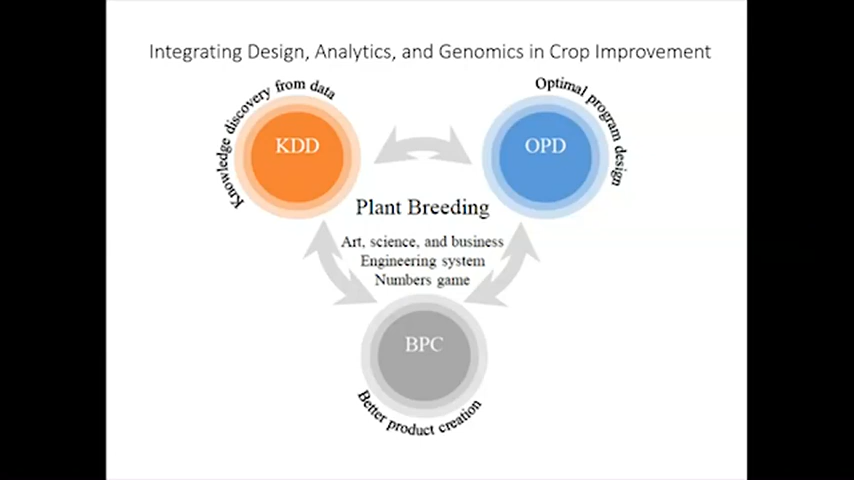 Integrating Design, Analytics, and Genomics in Crop Improvement
Knowledge discovery from data
KDD
Optimal program design
OPD
Plant Breeding
Art, science, and business
Engineering system
Numbers game
BPC
Better product creation